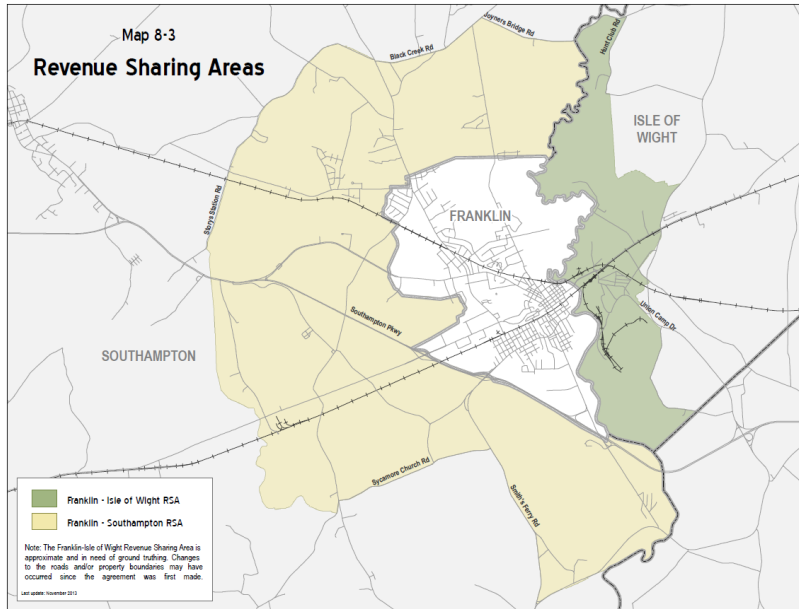 Map 8-3
Revenue Sharing Areas
Joyners Bridge Rd
Black Creek Rd
Hunt Club Rd
ISLE OF
WIGHT
Storys Station Rd
FRANKLIN
Southampton Pkwy
Union Camp Dr
SOUTHAMPTON
Sycamore Church Rd
Smith's Ferry Rd
Franklin - Isle of Wight RSA
Franklin - Southampton RSA
Note: The Franklin-Isle of Wight Revenue Sharing Area is
approximate and in need of ground truthing. Changes
to the roads and/or property boundaries may have
occurred since the agreement was first made.
Last update: November 2013